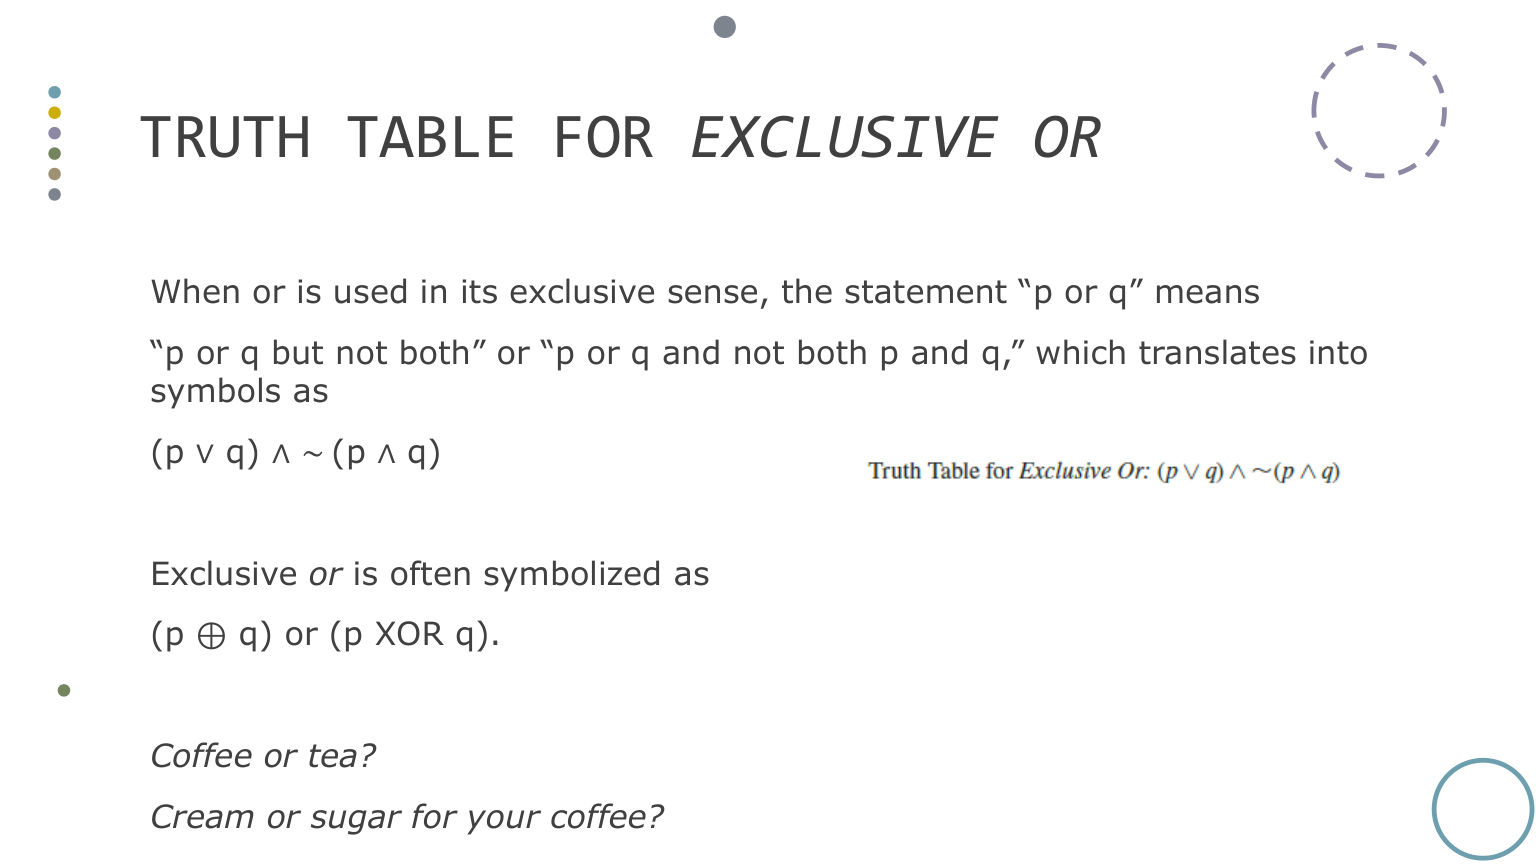 TRUTH TABLE FOR EXCLUSIVE OR
When or is used in its exclusive sense, the statement “p or q” means
“p or q but not both” or “p or q and not both p and q,” which translates into
symbols as
(p ∨ q) ∧ ~ (p ∧ q)
Truth Table for Exclusive Or: (p ∨ q) ∧ ~(p ∧ q)
Exclusive or is often symbolized as
(p ⊕ q) or (p XOR q).
Coffee or tea?
Cream or sugar for your coffee?